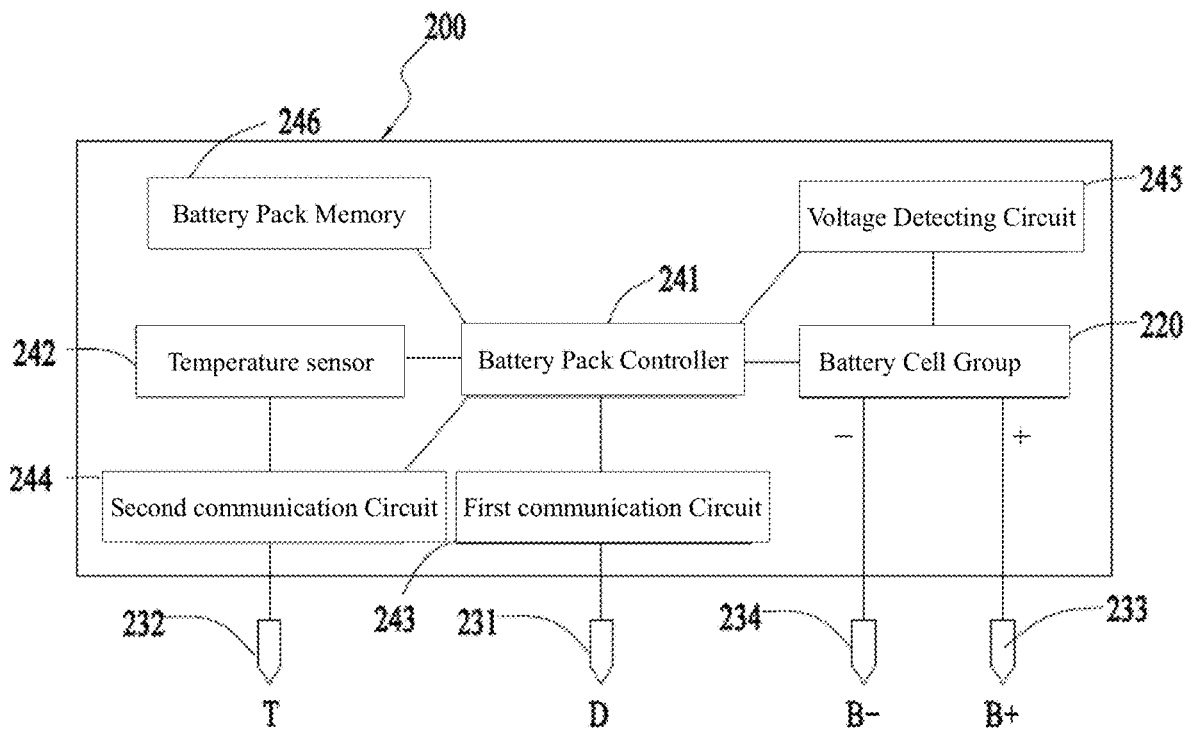 200
246
Battery Pack Memory
245
Voltage Detecting Circuit
241
242
Temperature sensor
Battery Pack Controller
220
Battery Cell Group
− +
244
Second communication Circuit
First communication Circuit
232
243
231
234
233
T D B− B+